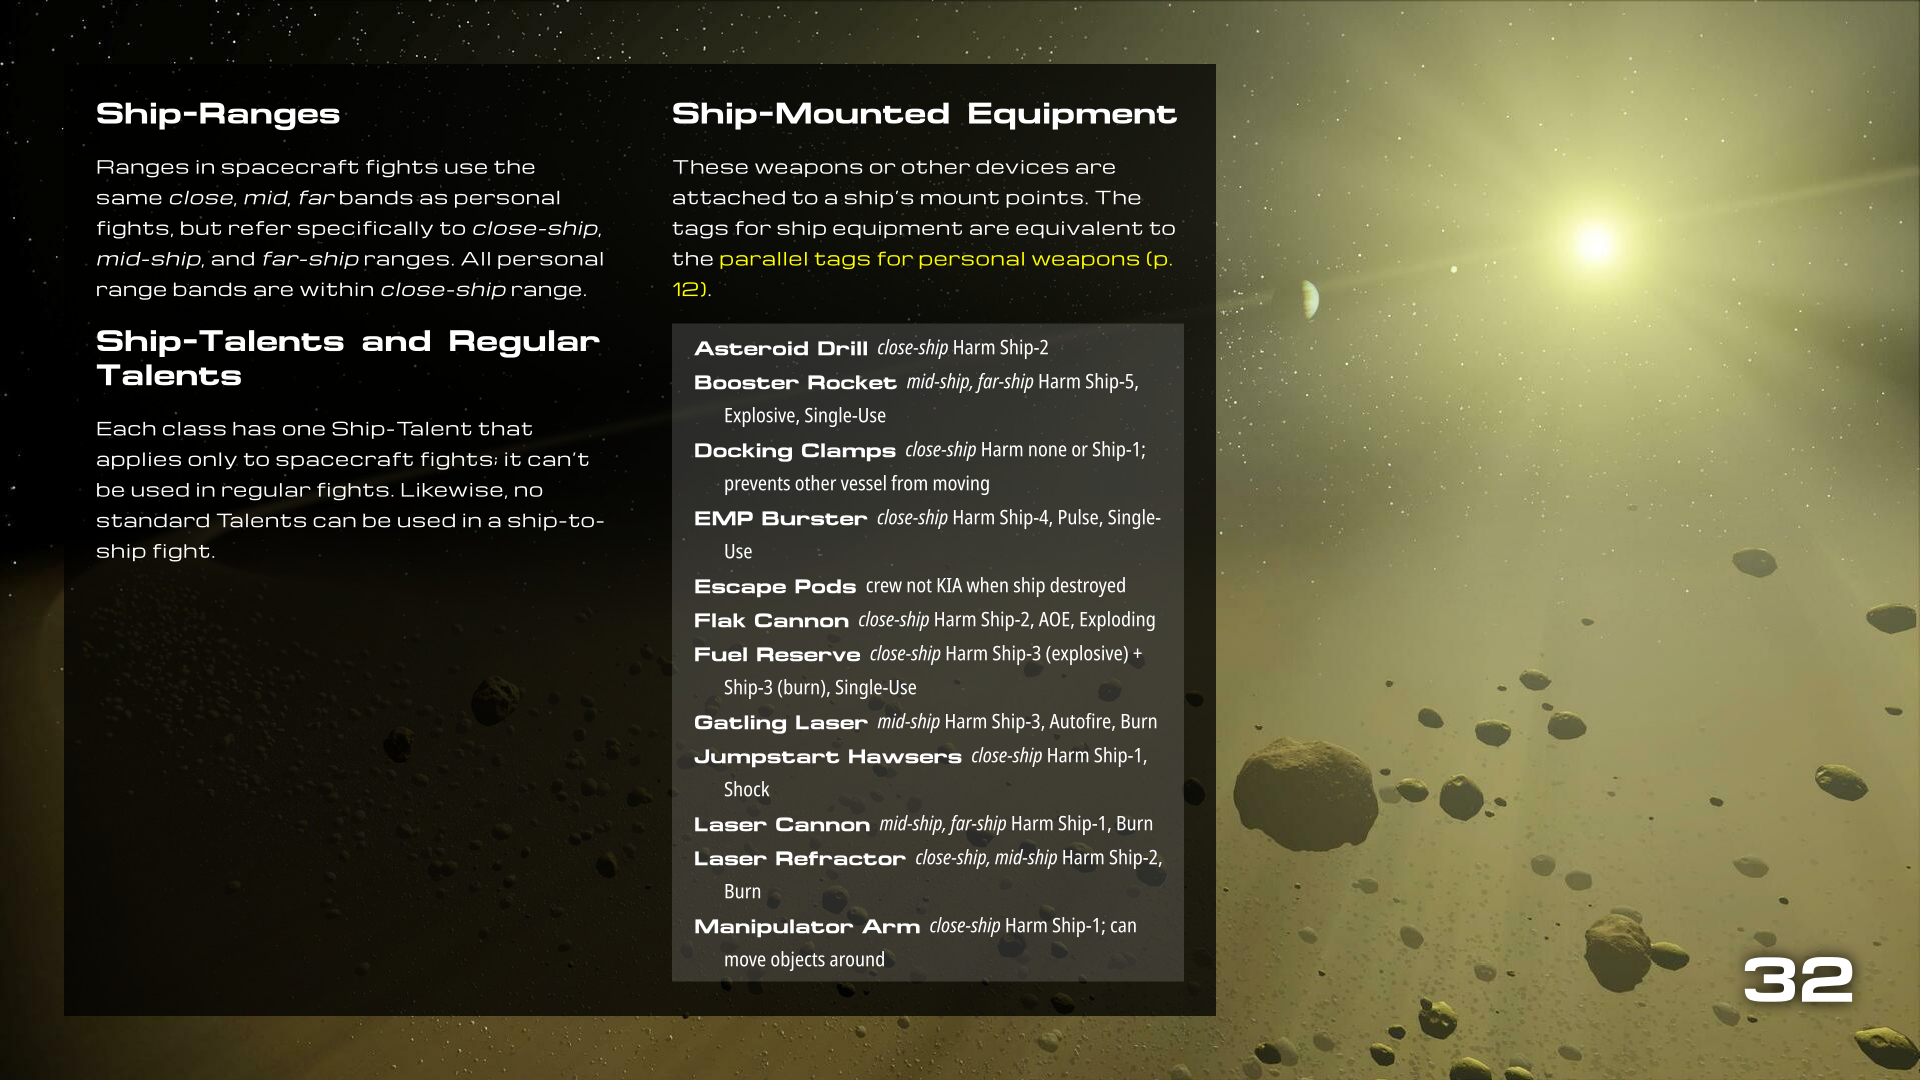 Ship-Ranges
Ranges in spacecraft fights use the
same close, mid, far bands as personal
fights, but refer specifically to close-ship,
mid-ship, and far-ship ranges. All personal
range bands are within close-ship range.
Ship-Talents and Regular
Talents
Each class has one Ship-Talent that
applies only to spacecraft fights; it can't
be used in regular fights. Likewise, no
standard Talents can be used in a ship-to-
ship fight.
Ship-Mounted Equipment
These weapons or other devices are
attached to a ship's mount points. The
tags for ship equipment are equivalent to
the parallel tags for personal weapons (p.
12).
Asteroid Drill close-ship Harm Ship-2
Booster Rocket mid-ship, far-ship Harm Ship-5,
Explosive, Single-Use
Docking Clamps close-ship Harm none or Ship-1;
prevents other vessel from moving
EMP Burster close-ship Harm Ship-4, Pulse, Single-
Use
Escape Pods crew not KIA when ship destroyed
Flak Cannon close-ship Harm Ship-2, AOE, Exploding
Fuel Reserve close-ship Harm Ship-3 (explosive) +
Ship-3 (burn), Single-Use
Gatling Laser mid-ship Harm Ship-3, Autofire, Burn
Jumpstart Hawsers close-ship Harm Ship-1,
Shock
Laser Cannon mid-ship, far-ship Harm Ship-1, Burn
Laser Refractor close-ship, mid-ship Harm Ship-2,
Burn
Manipulator Arm close-ship Harm Ship-1; can
move objects around
32